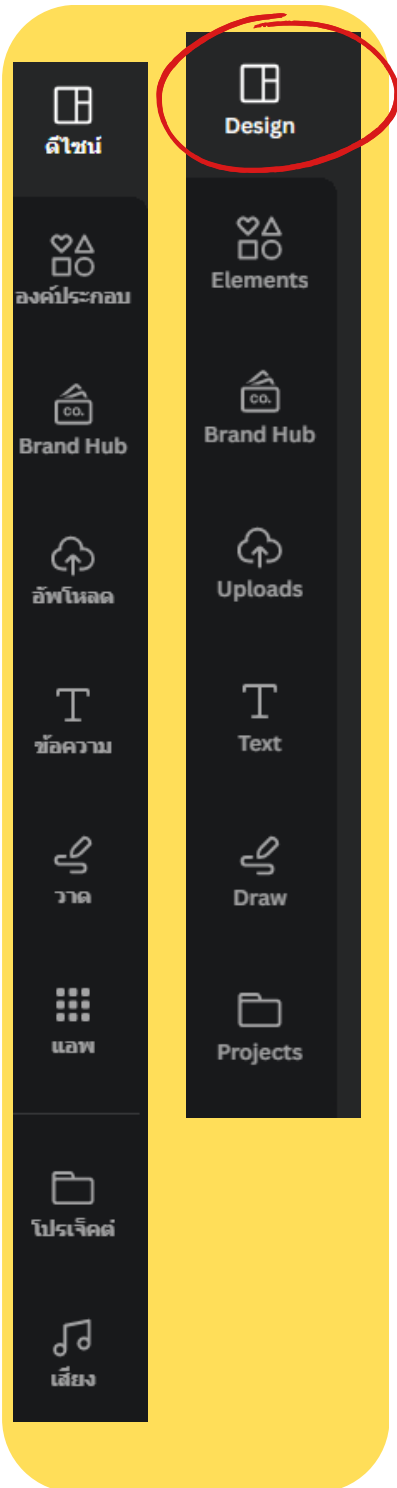 ดีไซน์
องค์ประกอบ
CO.
Brand Hub
อัพโหลด
ข้อความ
วาด
แอพ
โปรเจ็คต์
เสียง
Design
Elements
CO.
Brand Hub
Uploads
Text
Draw
Projects